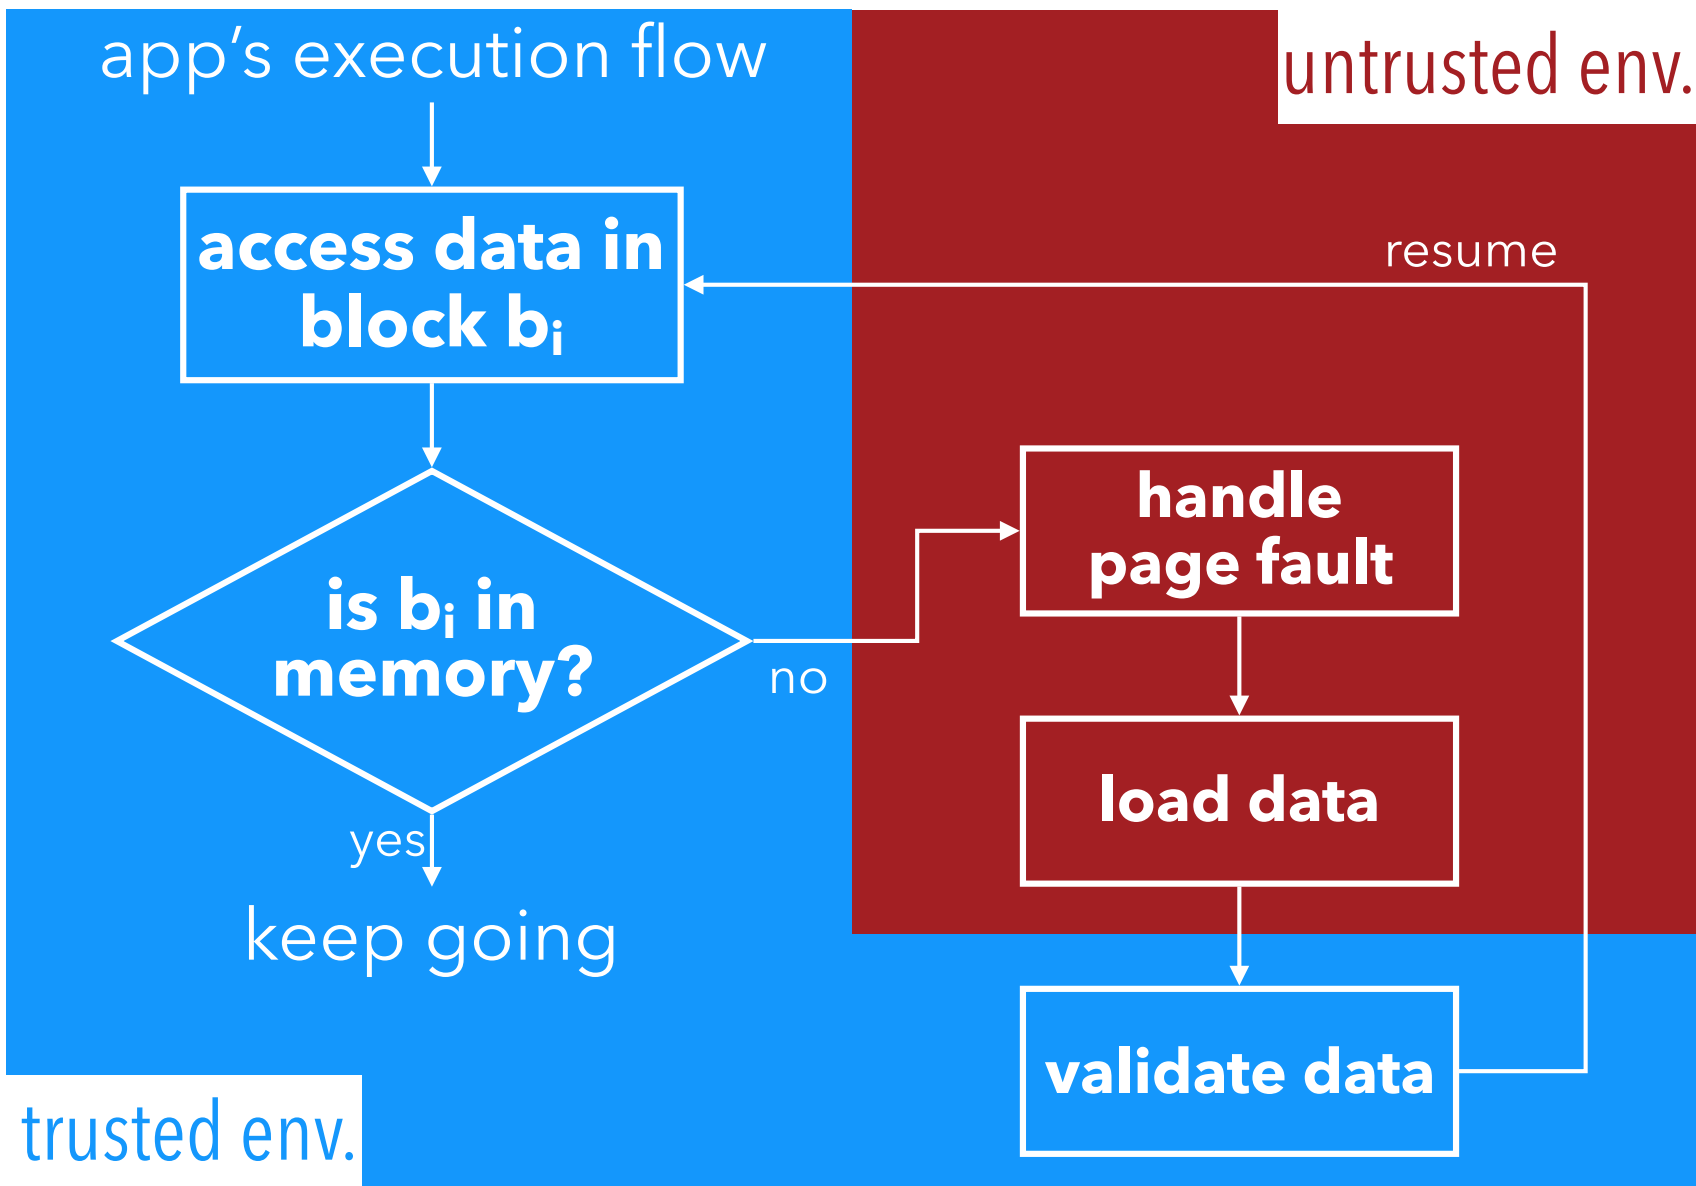 app’s execution flow
untrusted env.
access data in
block bᵢ
resume
is bᵢ in
memory?
no
yes
keep going
handle
page fault
load data
validate data
trusted env.